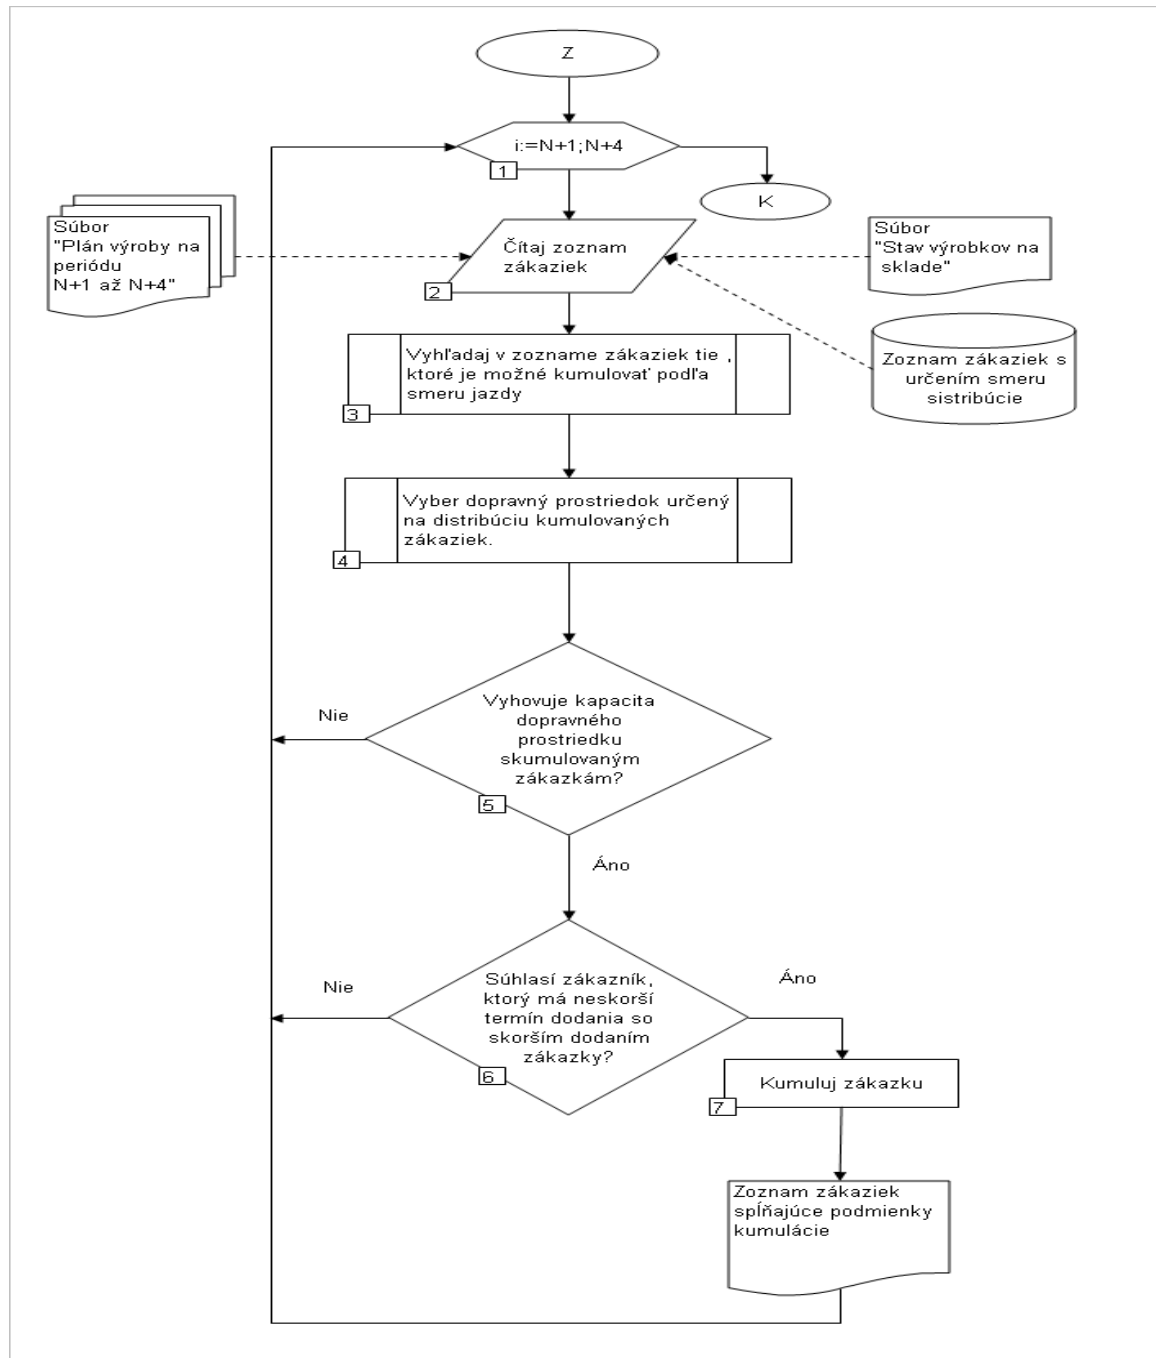 Z
i:=N+1;N+4
1
K
Súbor
"Plán výroby na
periódu
N+1 až N+4"
Čítaj zoznam
zákaziek
2
Súbor
"Stav výrobkov na
sklade"
Zoznam zákaziek s
určením smeru
sistribúcie
Vyhľadaj v zozname zákaziek tie ,
ktoré je možné kumulovať podľa
smeru jazdy
3
Vyber dopravný prostriedok určený
na distribúciu kumulovaných
zákaziek.
4
Vyhovuje kapacita
dopravného
prostriedku
skumulovaným
zákazkám?
5
Nie
Áno
Súhlasí zákazník,
ktorý má neskorší
termín dodania so
skorším dodaním
zákazky?
6
Nie
Áno
Kumuluj zákazku
7
Zoznam zákaziek
spĺňajúce podmienky
kumulácie